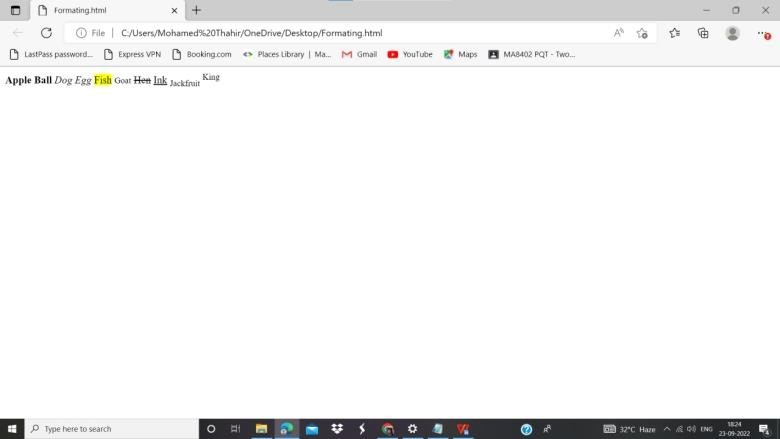 Formating.html
File C:/Users/Mohamed%20Thahir/OneDrive/Desktop/Formating.html
LastPass password... Express VPN Booking.com Places Library | Ma... Gmail YouTube Maps MA8402 PQT - Two...
Apple Ball Dog Egg Fish Goat Hen Ink Jackfruit King
Type here to search
32°C Haze ENG 18:24
23-09-2022 4